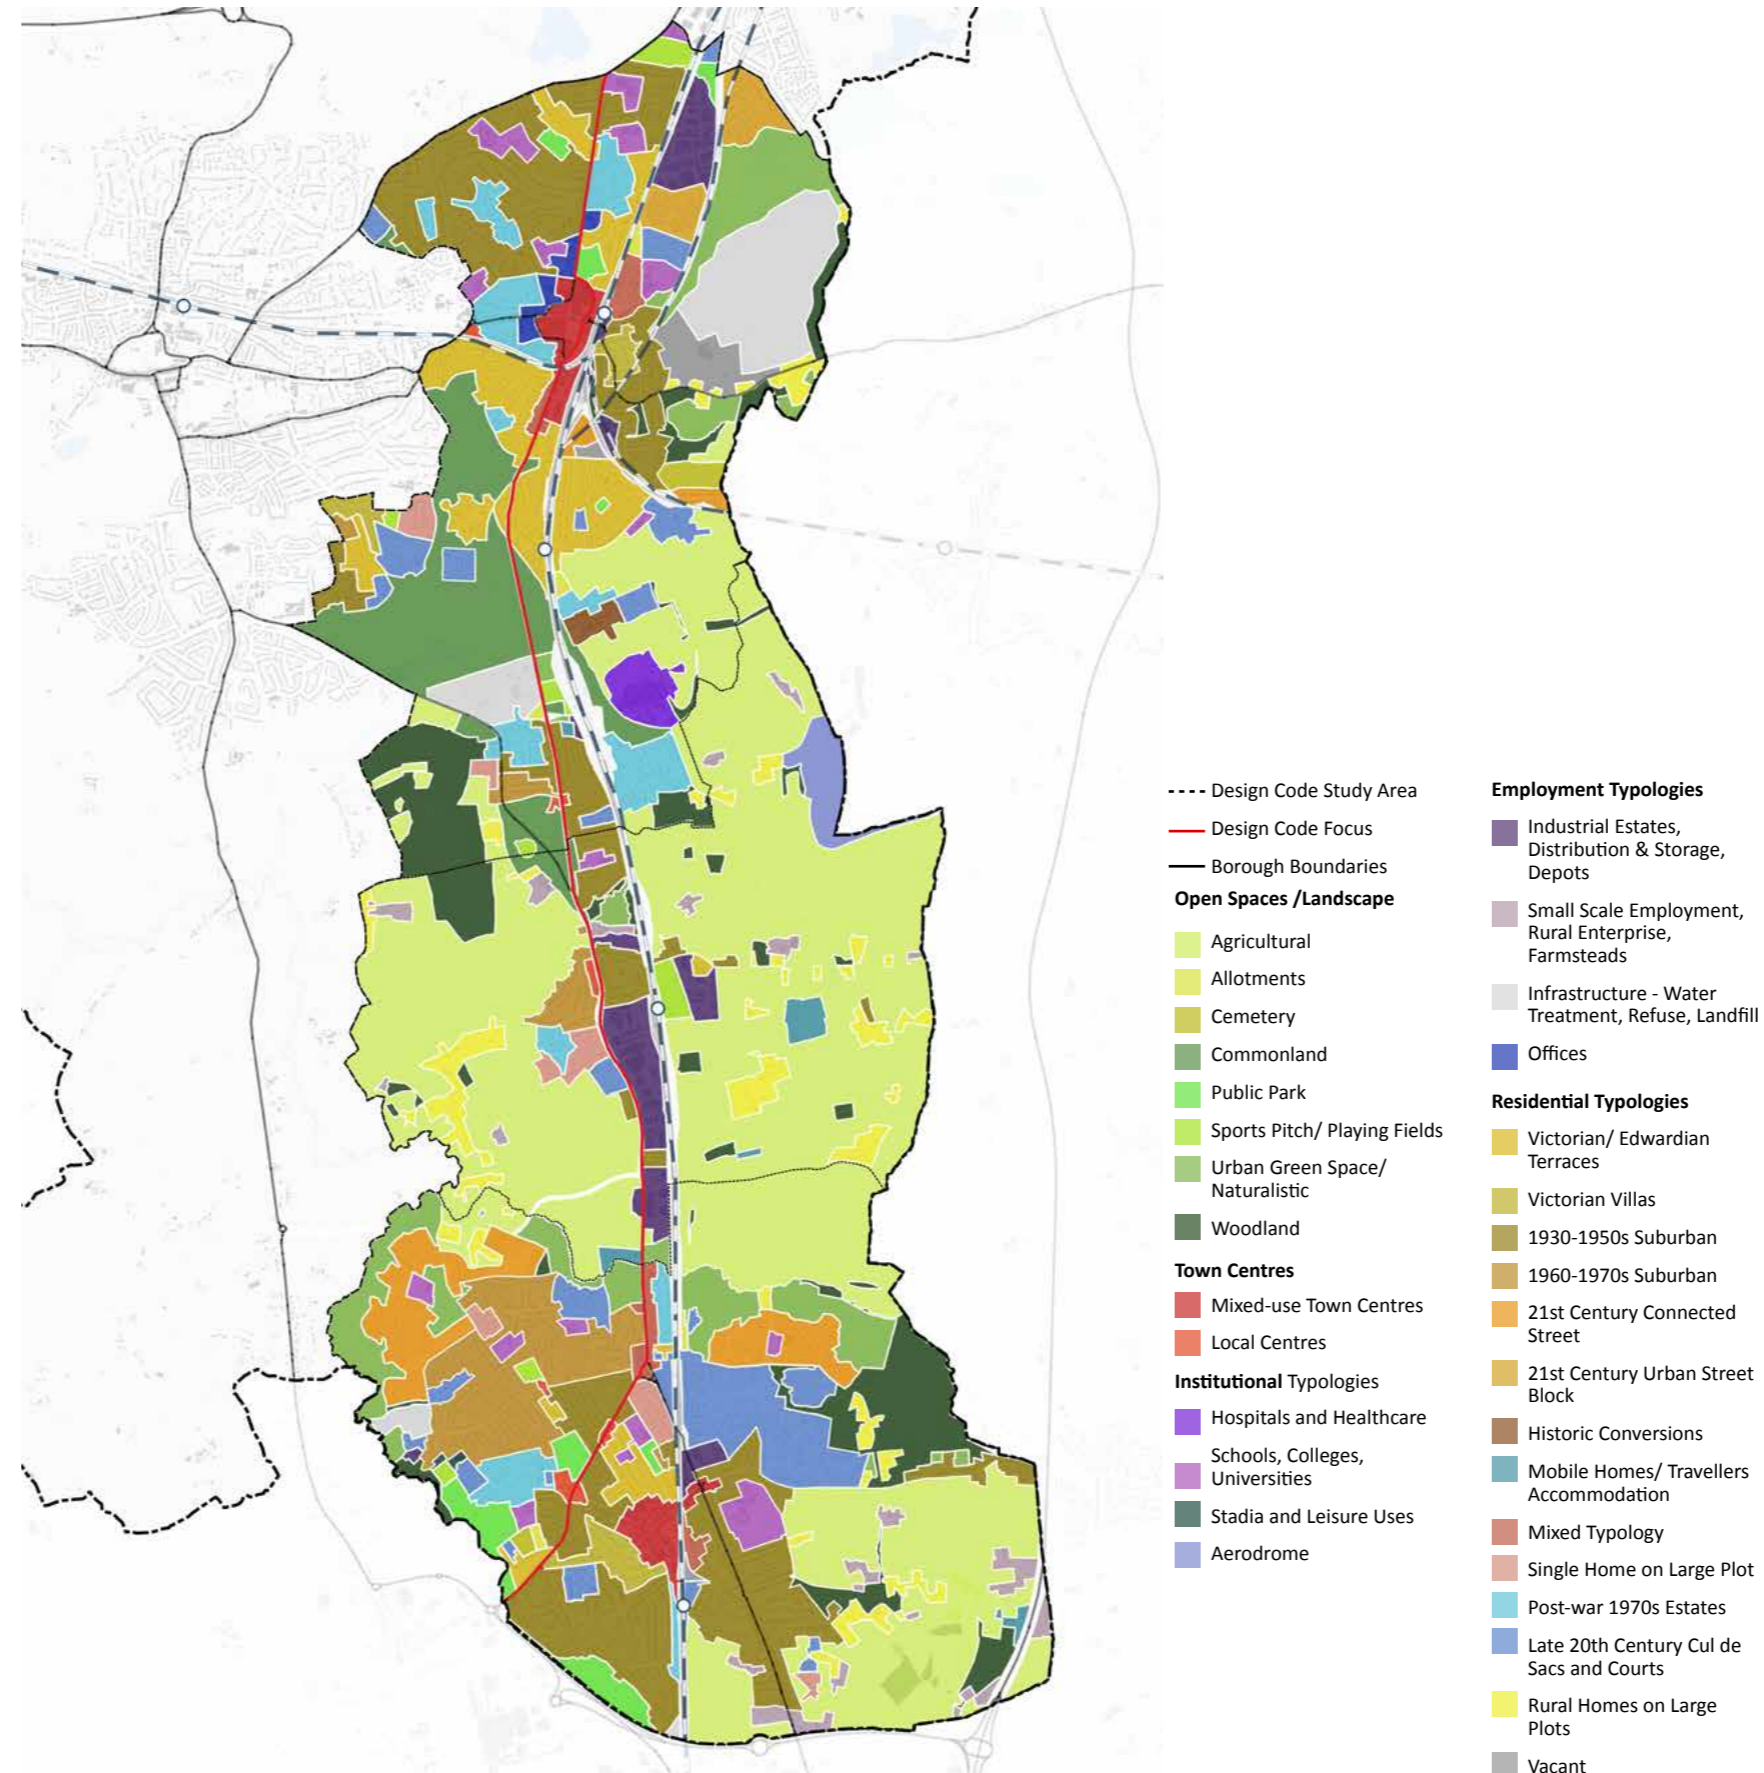 Design Code Study Area
Design Code Focus
Borough Boundaries
Open Spaces /Landscape
Agricultural
Allotments
Cemetery
Commonland
Public Park
Sports Pitch/ Playing Fields
Urban Green Space/
Naturalistic
Woodland
Town Centres
Mixed-use Town Centres
Local Centres
Institutional Typologies
Hospitals and Healthcare
Schools, Colleges,
Universities
Stadia and Leisure Uses
Aerodrome
Employment Typologies
Industrial Estates,
Distribution & Storage,
Depots
Small Scale Employment,
Rural Enterprise,
Farmsteads
Infrastructure - Water
Treatment, Refuse, Landfill
Offices
Residential Typologies
Victorian/ Edwardian
Terraces
Victorian Villas
1930-1950s Suburban
1960-1970s Suburban
21st Century Connected
Street
21st Century Urban Street
Block
Historic Conversions
Mobile Homes/ Travellers
Accommodation
Mixed Typology
Single Home on Large Plot
Post-war 1970s Estates
Late 20th Century Cul de
Sacs and Courts
Rural Homes on Large
Plots
Vacant